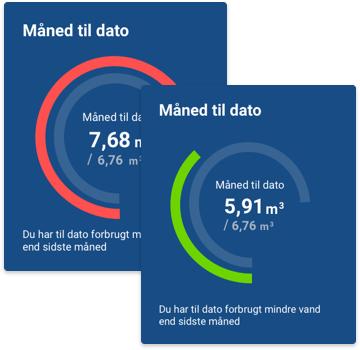 Måned til dato
Måned til
7,68
/ 6,76 m³
Du har til dato forbrugt
end sidste måned
Måned til dato
Måned til dato
5,91 m³
/ 6,76 m³
Du har til dato forbrugt mindre vand
end sidste måned